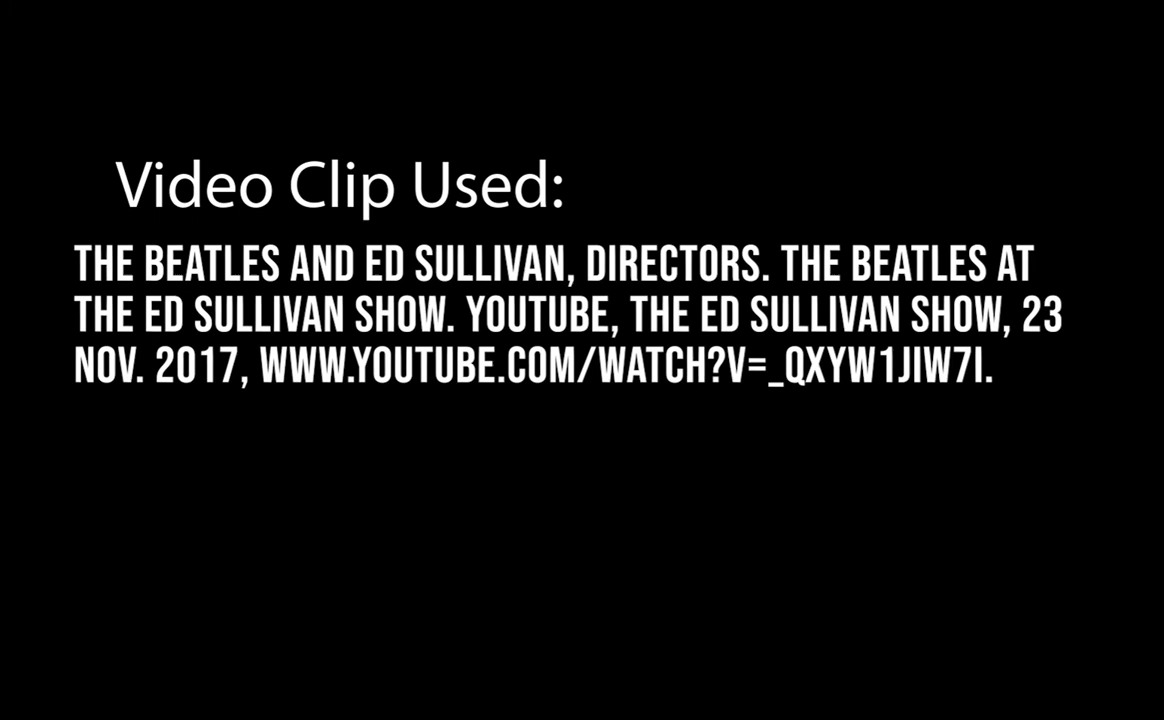 Video Clip Used:
THE BEATLES AND ED SULLIVAN, DIRECTORS. THE BEATLES AT
THE ED SULLIVAN SHOW. YOUTUBE, THE ED SULLIVAN SHOW, 23
NOV. 2017, WWW.YOUTUBE.COM/WATCH?V=_QXYW1JIW7I.